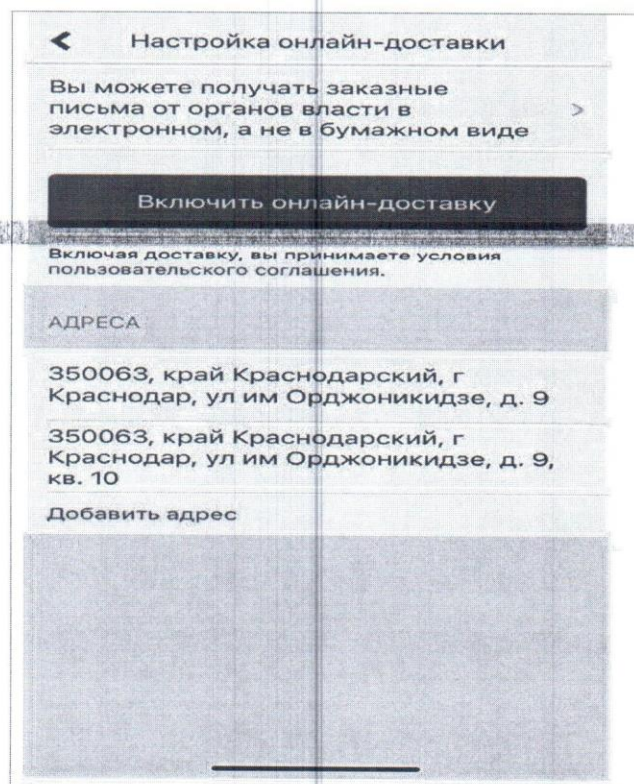 Настройка онлайн-доставки
Вы можете получать заказные
письма от органов власти в
электронном, а не в бумажном виде
Включить онлайн-доставку
Включая доставку, вы принимаете условия
пользовательского соглашения.
АДРЕСА
350063, край Краснодарский, г
Краснодар, ул им Орджоникидзе, д. 9
350063, край Краснодарский, г
Краснодар, ул им Орджоникидзе, д. 9,
кв. 10
Добавить адрес